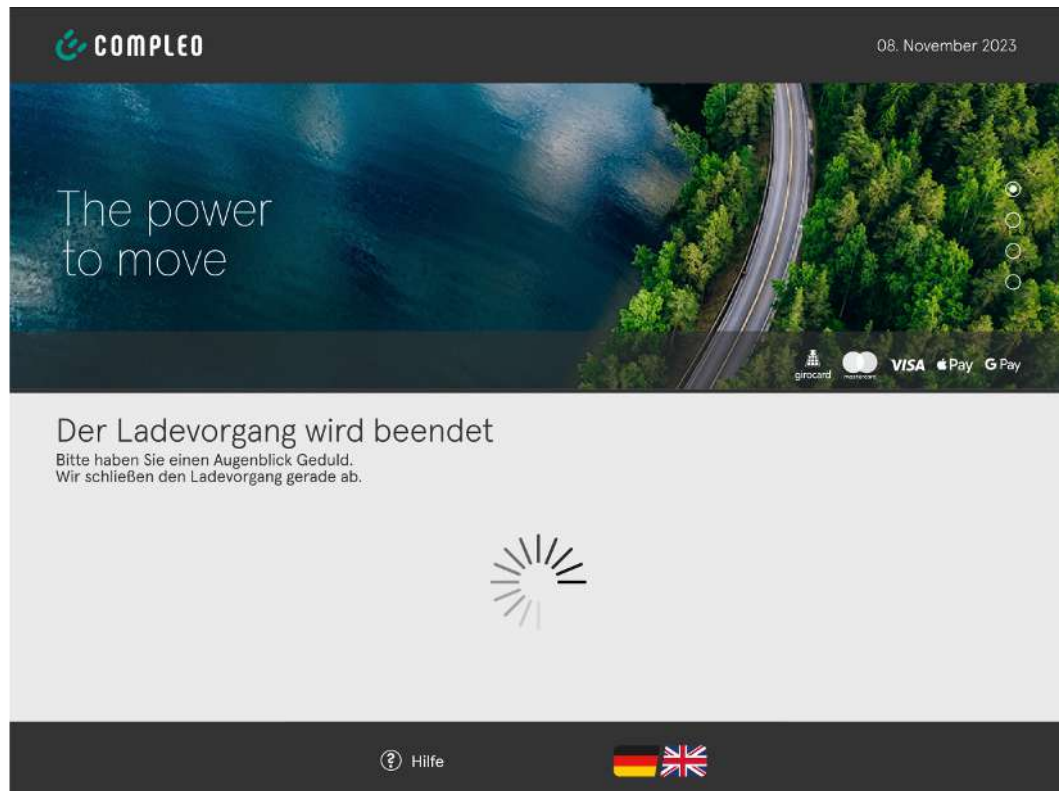 COMPLEO
08. November 2023
The power
to move
girocard
mastercard
VISA
Pay
G Pay
Der Ladevorgang wird beendet
Bitte haben Sie einen Augenblick Geduld.
Wir schließen den Ladevorgang gerade ab.
? Hilfe